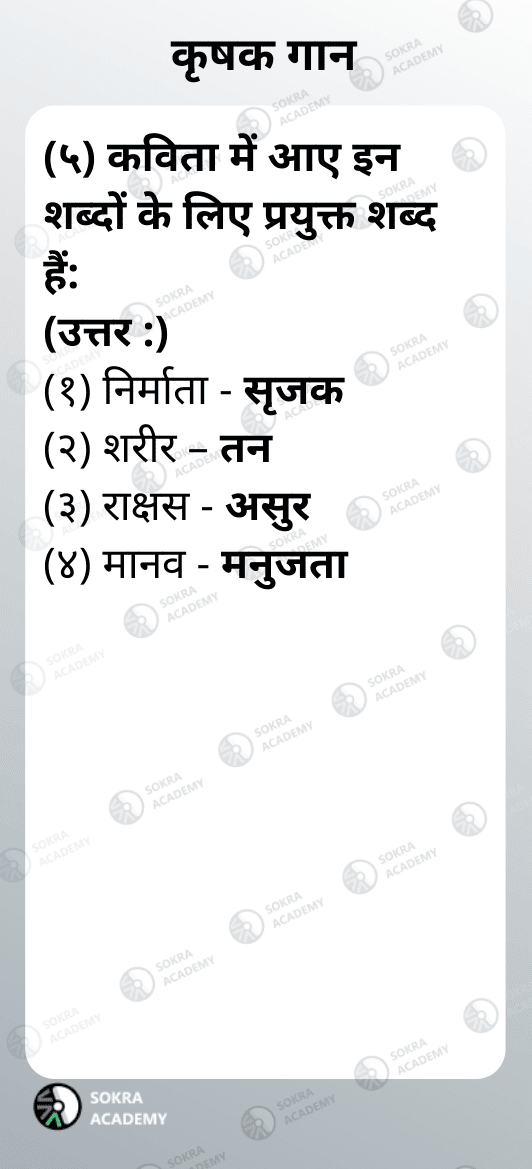 कृषक गान
(५) कविता में आए इन
शब्दों के लिए प्रयुक्त शब्द
हैं:
(उत्तर :)
(१) निर्माता - सृजक
(२) शरीर – तन
(३) राक्षस - असुर
(४) मानव - मनुजता
SOKRA
ACADEMY